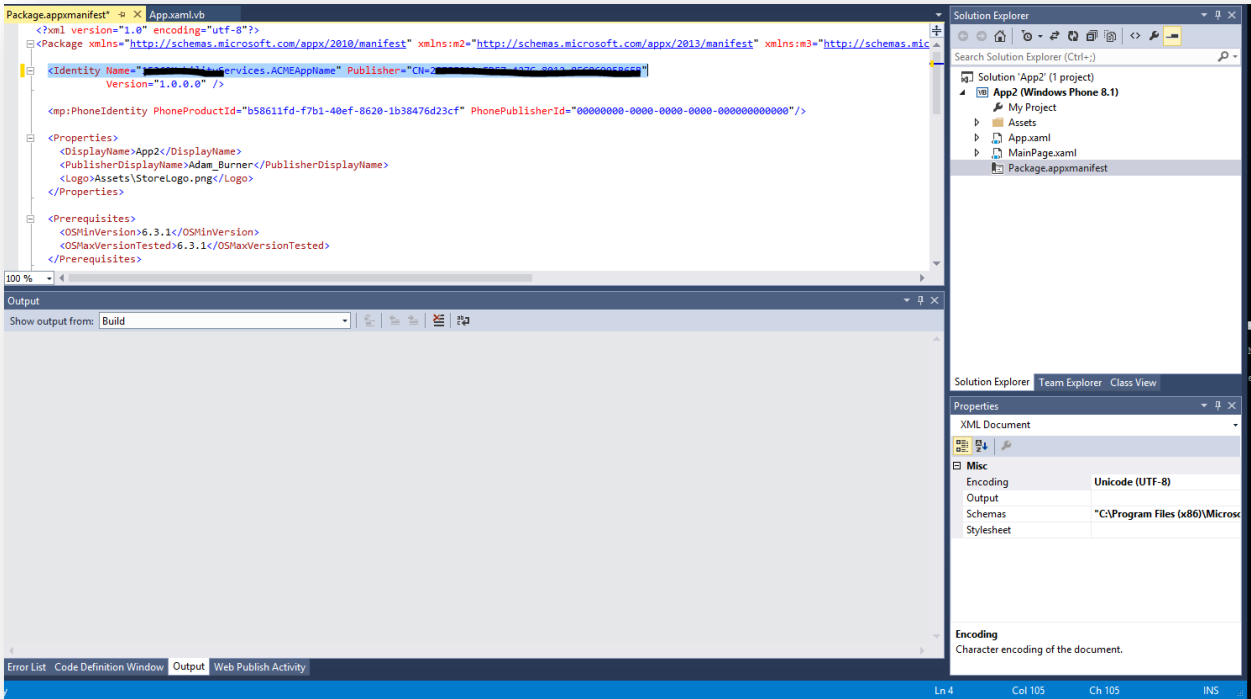 Package.appxmanifest*
App.xaml.vb
<?xml version="1.0" encoding="utf-8"?>
<Package xmlns="http://schemas.microsoft.com/appx/2010/manifest" xmlns:m2="http://schemas.microsoft.com/appx/2013/manifest" xmlns:m3="http://schemas.mic
<Identity Name=" ervices.ACMEAppName" Publisher="CN=2 "
Version="1.0.0.0" />
<mp:PhoneIdentity PhoneProductId="b58611fd-f7b1-40ef-8620-1b38476d23cf" PhonePublisherId="00000000-0000-0000-0000-000000000000"/>
<Properties>
<DisplayName>App2</DisplayName>
<PublisherDisplayName>Adam_Burner</PublisherDisplayName>
<Logo>Assets\StoreLogo.png</Logo>
</Properties>
<Prerequisites>
<OSMinVersion>6.3.1</OSMinVersion>
<OSMaxVersionTested>6.3.1</OSMaxVersionTested>
</Prerequisites>
100 %
Output
Show output from: Build
Error List Code Definition Window Output Web Publish Activity
Solution Explorer
Search Solution Explorer (Ctrl+;)
Solution 'App2' (1 project)
VB App2 (Windows Phone 8.1)
My Project
Assets
App.xaml
MainPage.xaml
Package.appxmanifest
Solution Explorer Team Explorer Class View
Properties
XML Document
Misc
Encoding Unicode (UTF-8)
Output
Schemas "C:\Program Files (x86)\Microso
Stylesheet
Encoding
Character encoding of the document.
Ln 4 Col 105 Ch 105 INS